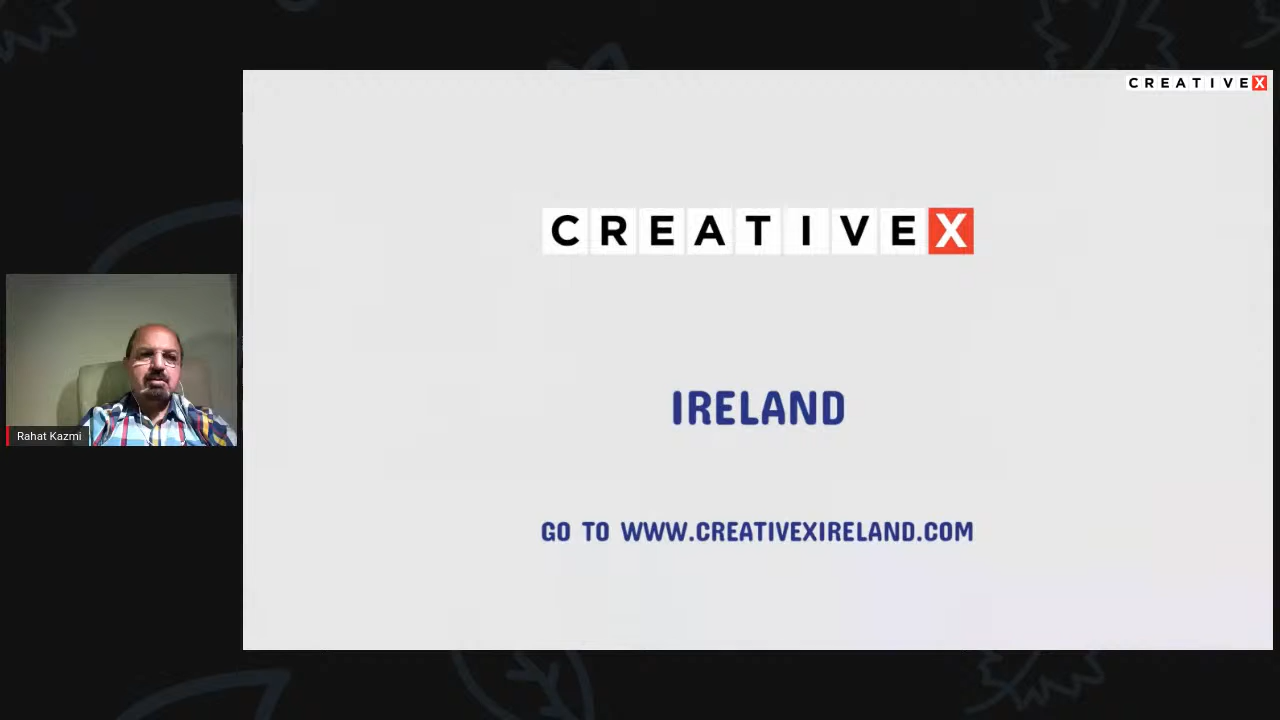 CREATIVEX
CREATIVEX
IRELAND
GO TO WWW.CREATIVEXIRELAND.COM
Rahat Kazmi